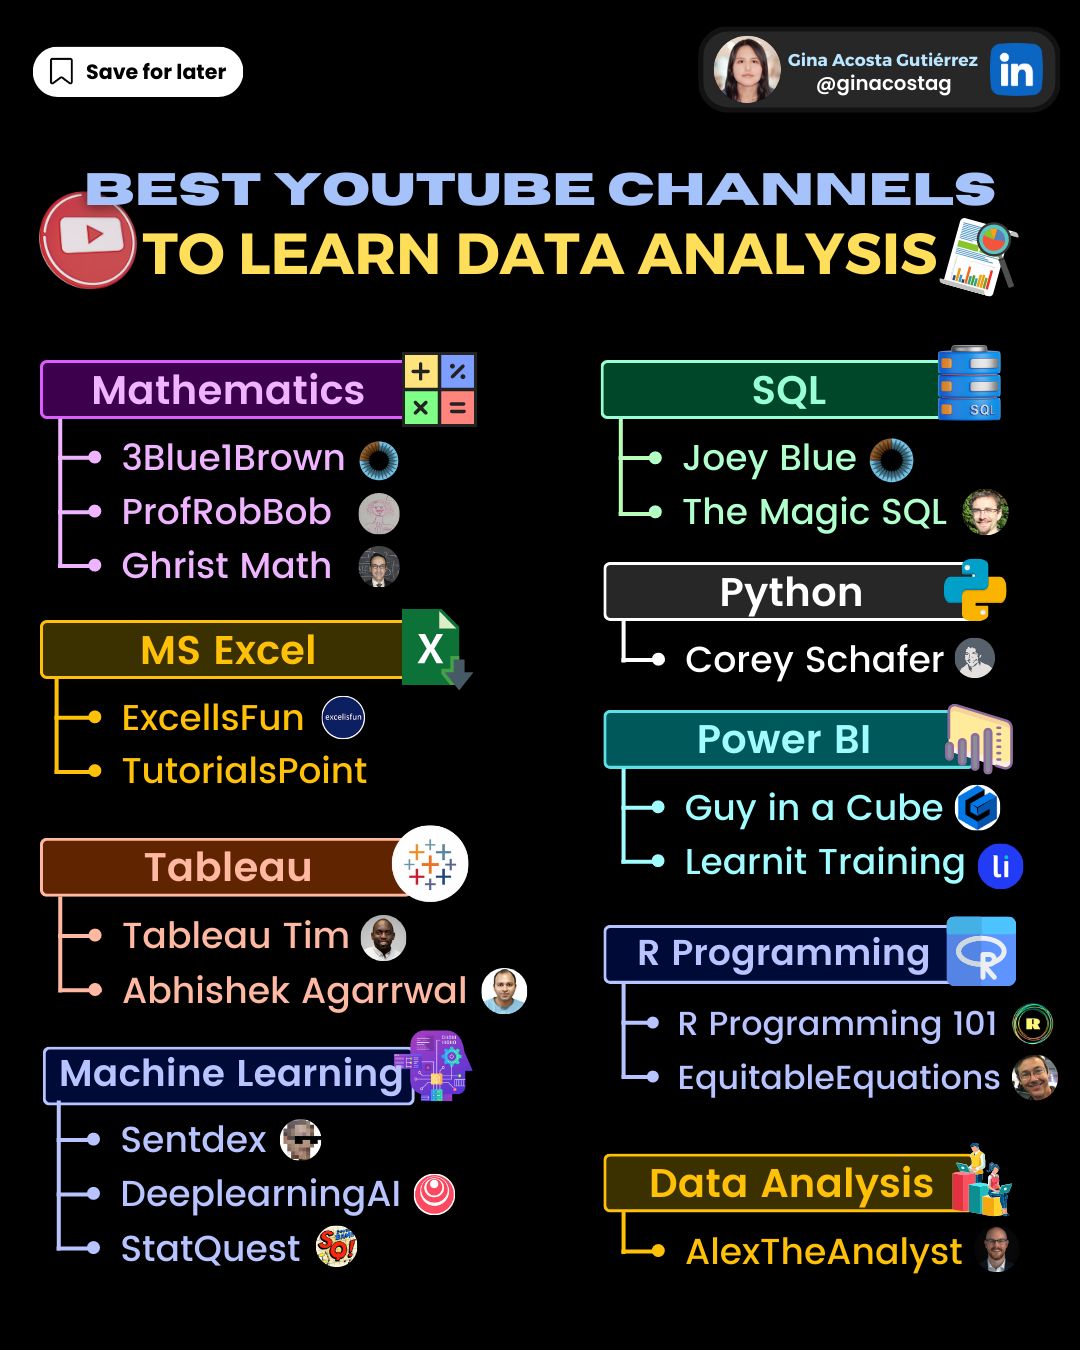 Save for later
Gina Acosta Gutiérrez
@ginacostag
in
BEST YOUTUBE CHANNELS
TO LEARN DATA ANALYSIS
Mathematics
3Blue1Brown
ProfRobBob
Ghrist Math
MS Excel
X
ExcelIsFun
excelisfun
TutorialsPoint
Tableau
Tableau Tim
Abhishek Agarrwal
Machine Learning
Sentdex
DeeplearningAI
StatQuest
SQ!
SQL
SQL
Joey Blue
The Magic SQL
Python
Corey Schafer
Power BI
Guy in a Cube
Learnit Training
li
R Programming
R
R Programming 101
R
EquitableEquations
Data Analysis
AlexTheAnalyst